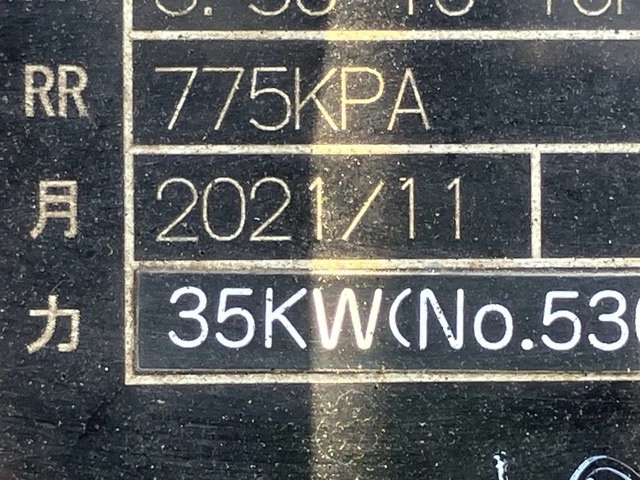 RR 775KPA
月 2021/11
力 35KW(No.53